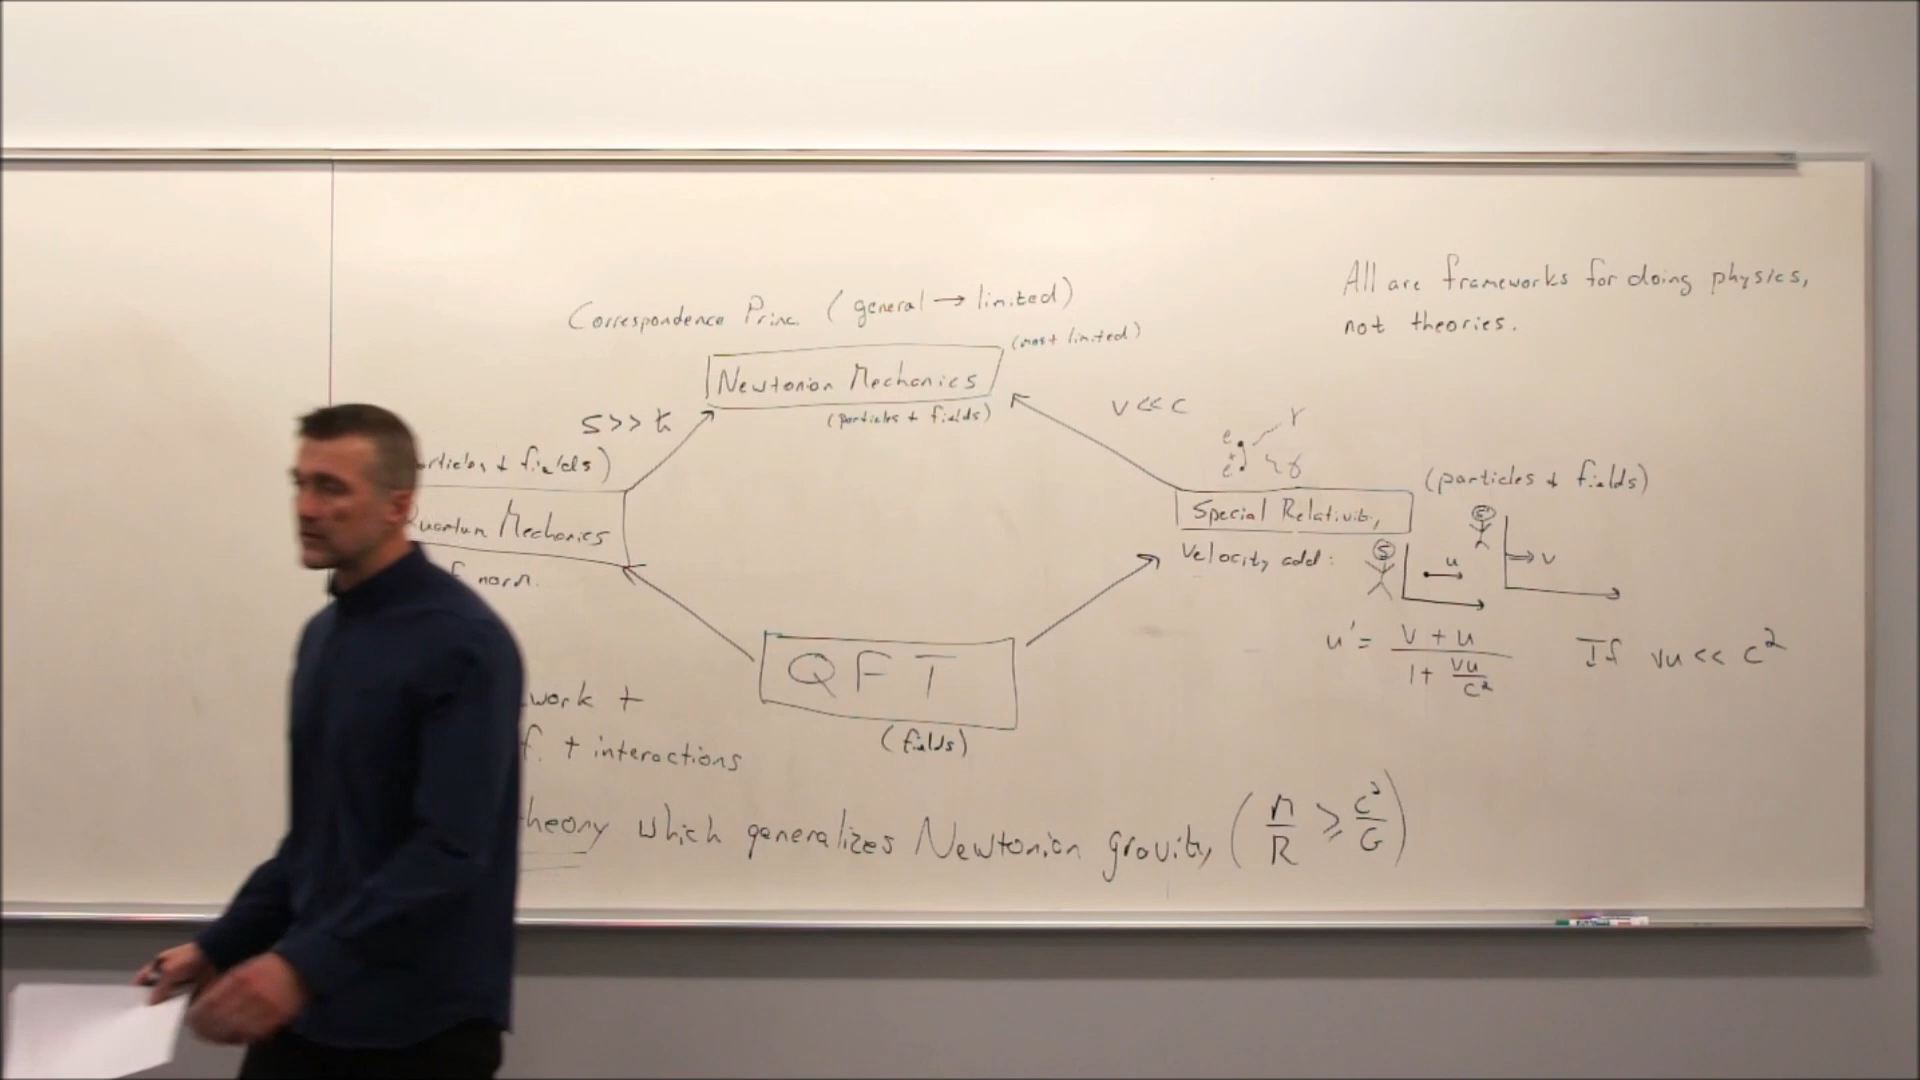 All are frameworks for doing physics,
not theories.
Correspondence Princ. (general → limited)
(most limited)
Newtonian Mechanics
(particles + fields)
S >> ħ
v << c
e⁻
e⁺
γ
γ
articles + fields)
Quantum Mechanics
f norm.
(particles + fields)
Special Relativity
Velocity add:
S
u
S'
v
u' = (v + u) / (1 + vu/c²)
If vu << c²
QFT
(fields)
work +
f. + interactions
theory which generalizes Newtonian gravity (M/R ≥ c²/G)